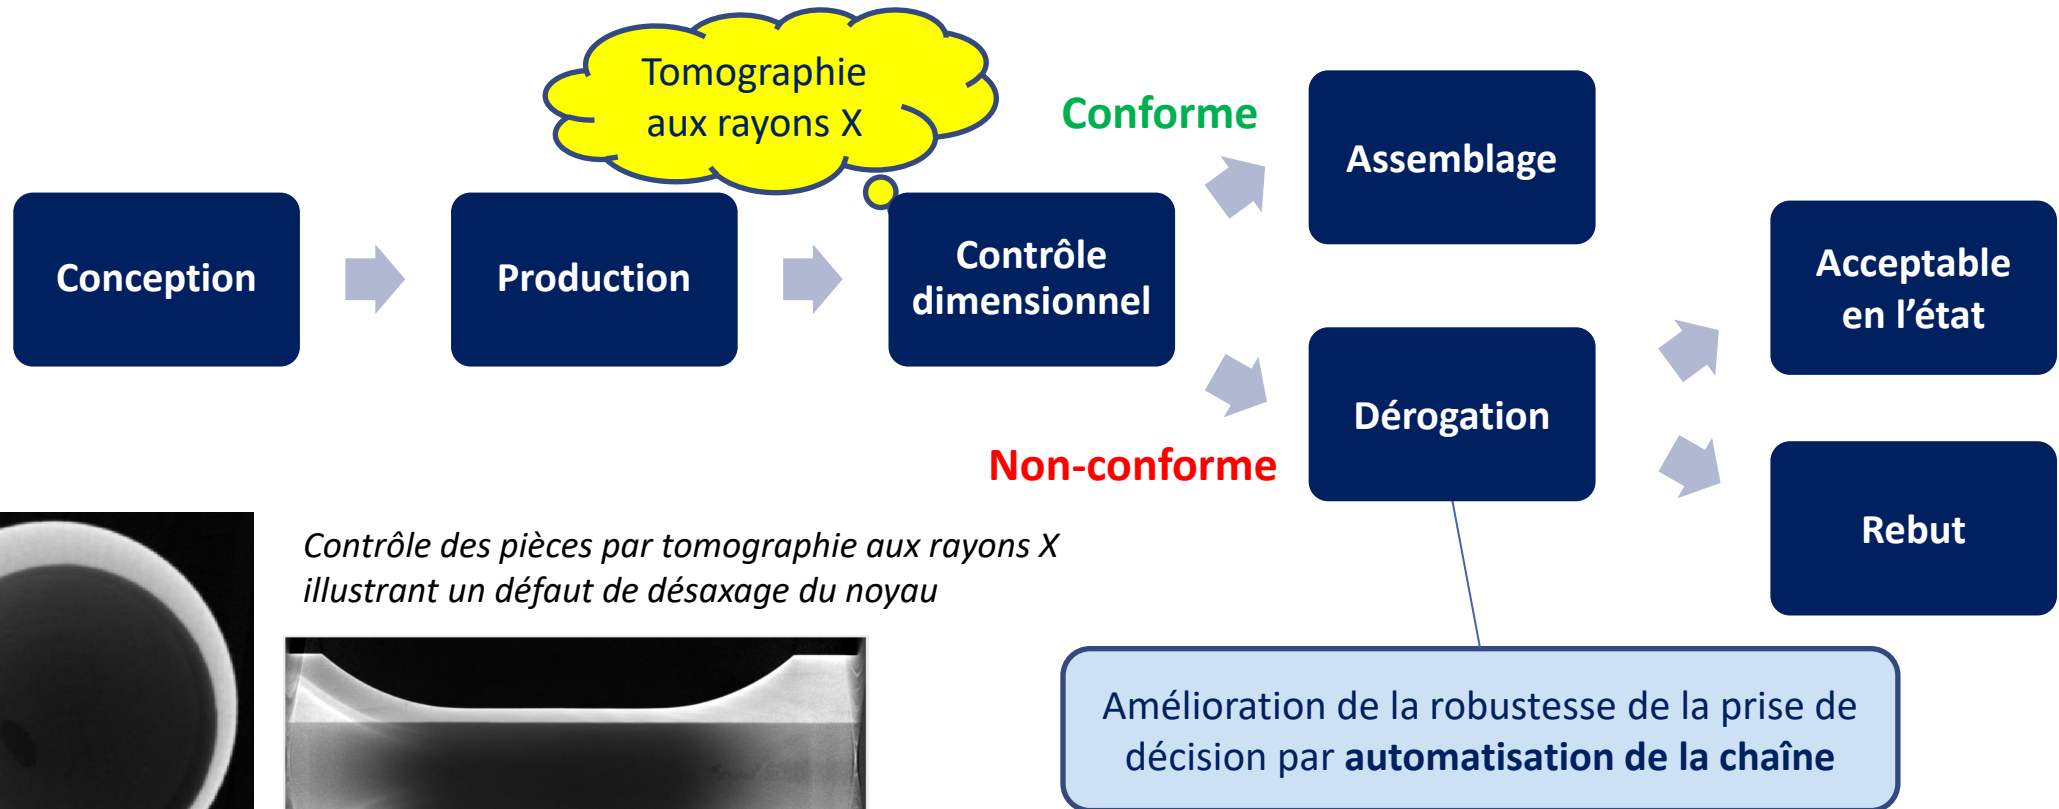 Tomographie
aux rayons X
Conforme
Assemblage
Conception
Production
Contrôle
dimensionnel
Acceptable
en l’état
Dérogation
Non-conforme
Rebut
Contrôle des pièces par tomographie aux rayons X
illustrant un défaut de désaxage du noyau
Amélioration de la robustesse de la prise de
décision par automatisation de la chaîne